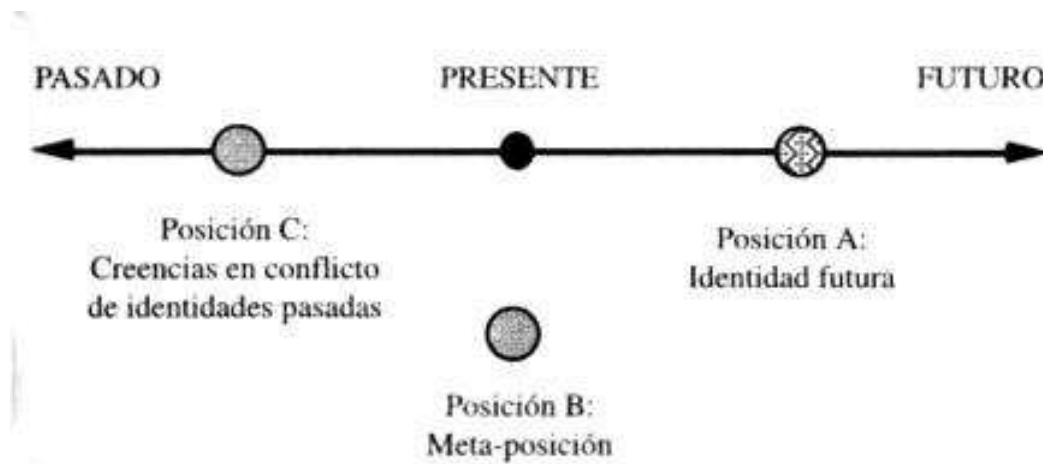 PASADO PRESENTE FUTURO
Posición C:
Creencias en conflicto
de identidades pasadas
Posición A:
Identidad futura
Posición B:
Meta-posición